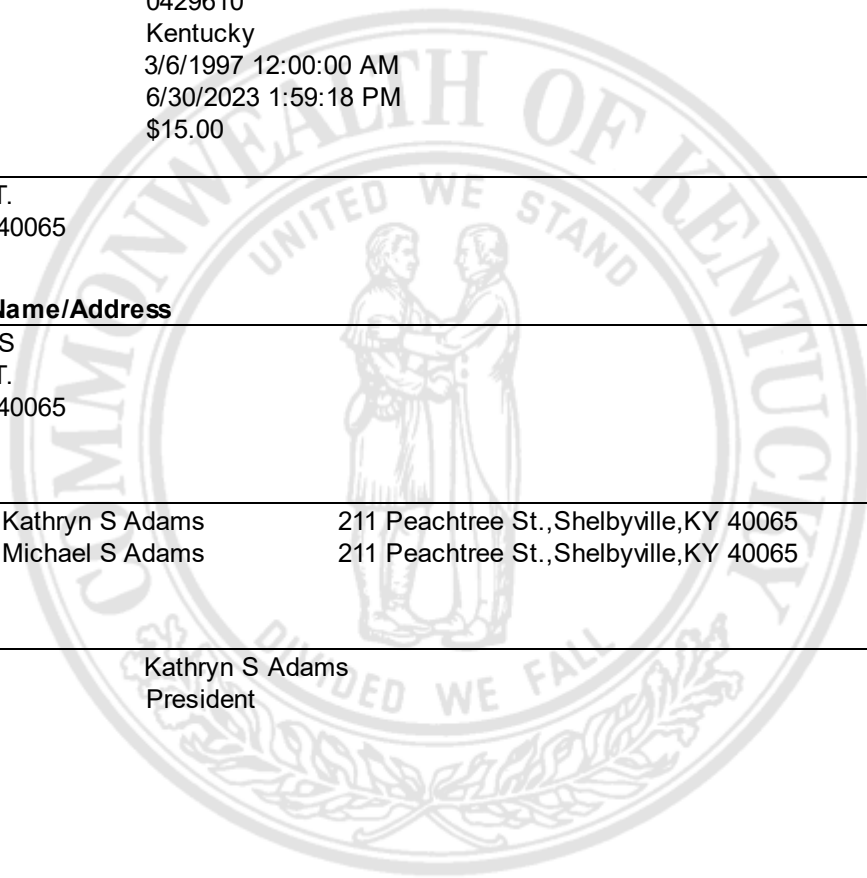 0429610
Kentucky
3/6/1997 12:00:00 AM
6/30/2023 1:59:18 PM
$15.00
T.
40065
Name/Address
S
T.
40065
Kathryn S Adams 211 Peachtree St.,Shelbyville,KY 40065
Michael S Adams 211 Peachtree St.,Shelbyville,KY 40065
Kathryn S Adams
President
COMMONWEALTH OF KENTUCKY
UNITED WE STAND
DIVIDED WE FALL